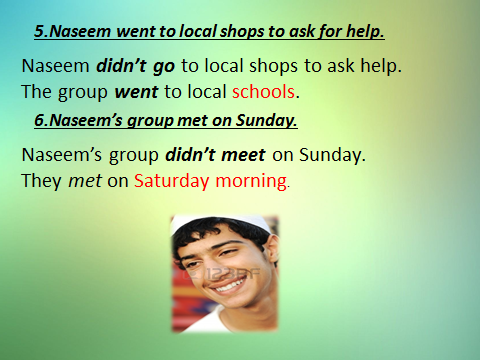 5.Naseem went to local shops to ask for help.
Naseem didn't go to local shops to ask help.
The group went to local schools.
6.Naseem's group met on Sunday.
Naseem's group didn't meet on Sunday.
They met on Saturday morning.